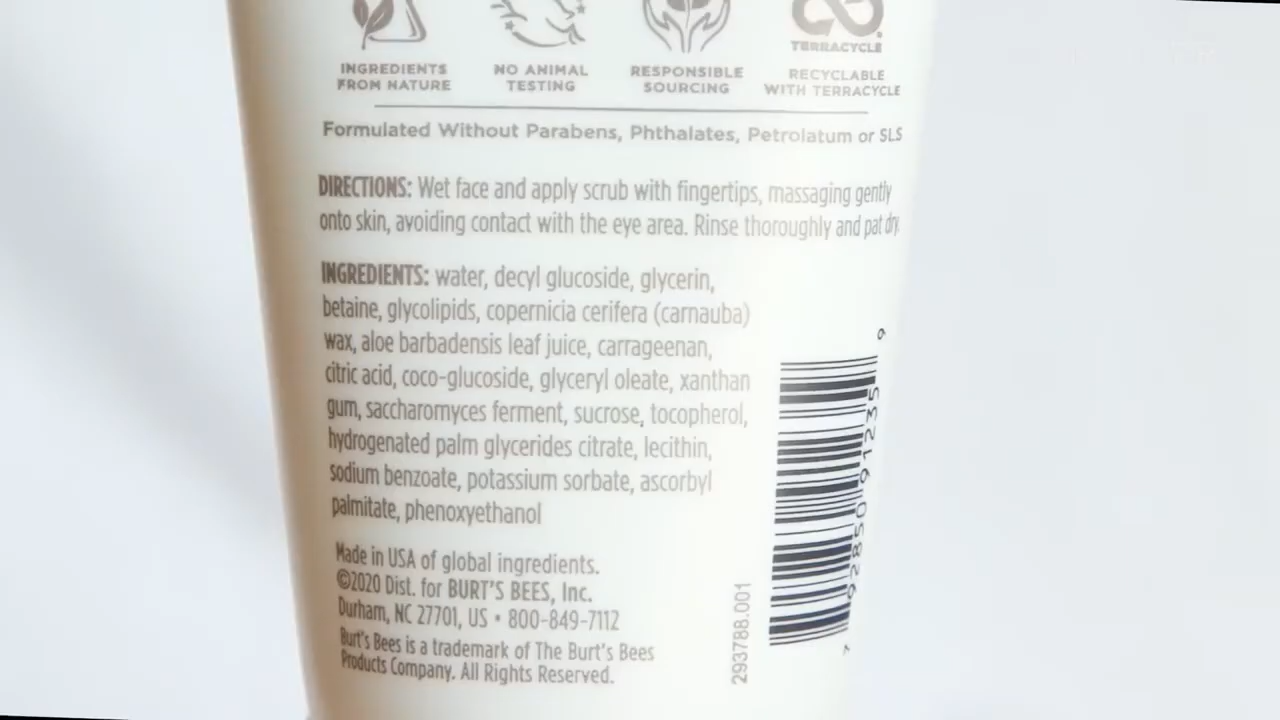 TERRACYCLE
INGREDIENTS FROM NATURE
NO ANIMAL TESTING
RESPONSIBLE SOURCING
RECYCLABLE WITH TERRACYCLE
Formulated Without Parabens, Phthalates, Petrolatum or SLS
DIRECTIONS: Wet face and apply scrub with fingertips, massaging gently
onto skin, avoiding contact with the eye area. Rinse thoroughly and pat dry.
INGREDIENTS: water, decyl glucoside, glycerin,
betaine, glycolipids, copernicia cerifera (carnauba)
wax, aloe barbadensis leaf juice, carrageenan,
citric acid, coco-glucoside, glyceryl oleate, xanthan
gum, saccharomyces ferment, sucrose, tocopherol,
hydrogenated palm glycerides citrate, lecithin,
sodium benzoate, potassium sorbate, ascorbyl
palmitate, phenoxyethanol
Made in USA of global ingredients.
©2020 Dist. for BURT'S BEES, Inc.
Durham, NC 27701, US • 800-849-7112
Burt's Bees is a trademark of The Burt's Bees
Products Company. All Rights Reserved.
293788.001
7 92850 91235 9